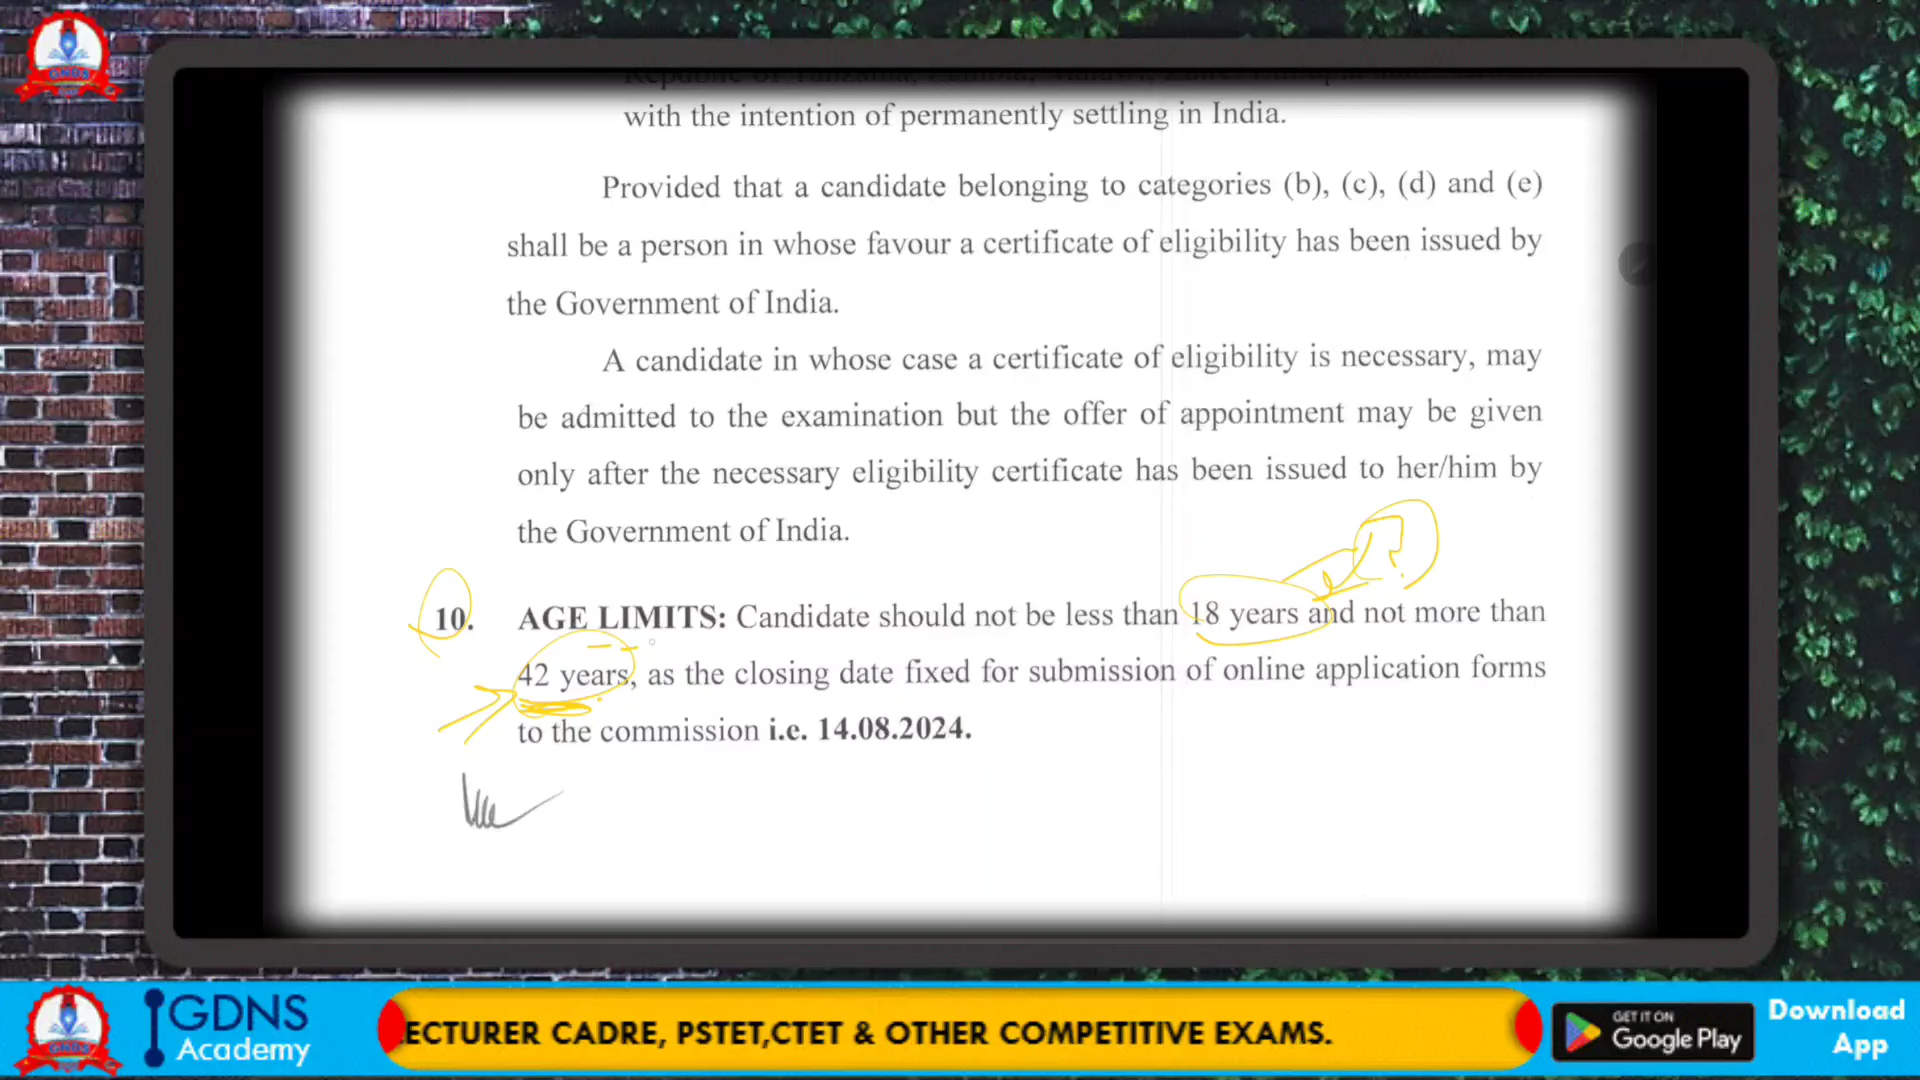 with the intention of permanently settling in India.
Provided that a candidate belonging to categories (b), (c), (d) and (e)
shall be a person in whose favour a certificate of eligibility has been issued by
the Government of India.
A candidate in whose case a certificate of eligibility is necessary, may
be admitted to the examination but the offer of appointment may be given
only after the necessary eligibility certificate has been issued to her/him by
the Government of India.
10. AGE LIMITS: Candidate should not be less than 18 years and not more than
42 years, as the closing date fixed for submission of online application forms
to the commission i.e. 14.08.2024.
GDNS
Academy
ECTURER CADRE, PSTET,CTET & OTHER COMPETITIVE EXAMS.
GET IT ON
Google Play
Download
App